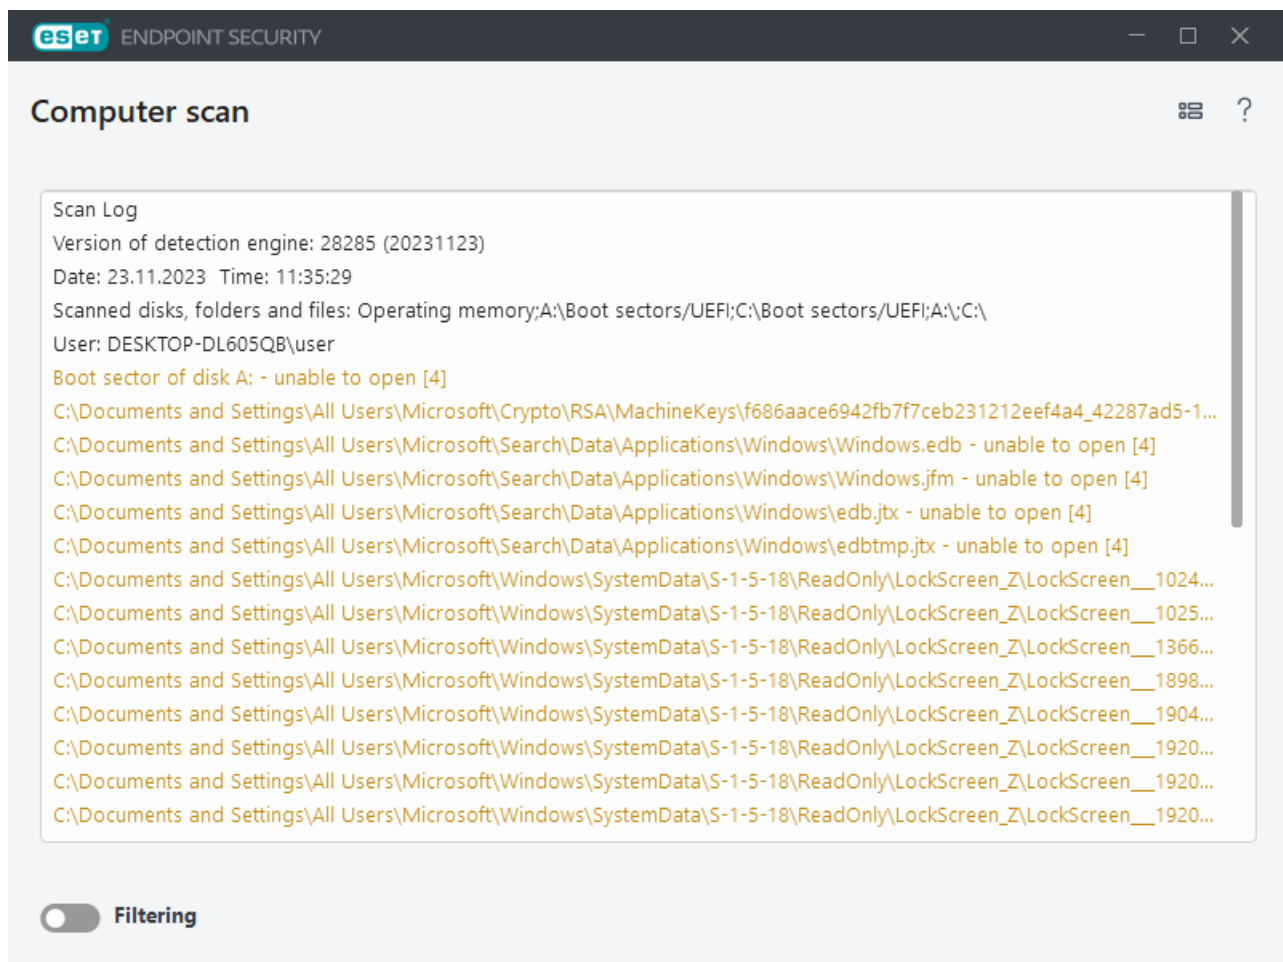 eset ENDPOINT SECURITY
Computer scan
?
Scan Log
Version of detection engine: 28285 (20231123)
Date: 23.11.2023 Time: 11:35:29
Scanned disks, folders and files: Operating memory;A:\Boot sectors/UEFI;C:\Boot sectors/UEFI;A:\;C:\
User: DESKTOP-DL605QB\user
Boot sector of disk A: - unable to open [4]
C:\Documents and Settings\All Users\Microsoft\Crypto\RSA\MachineKeys\f686aace6942fb7f7ceb231212eef4a4_42287ad5-1...
C:\Documents and Settings\All Users\Microsoft\Search\Data\Applications\Windows\Windows.edb - unable to open [4]
C:\Documents and Settings\All Users\Microsoft\Search\Data\Applications\Windows\Windows.jfm - unable to open [4]
C:\Documents and Settings\All Users\Microsoft\Search\Data\Applications\Windows\edb.jtx - unable to open [4]
C:\Documents and Settings\All Users\Microsoft\Search\Data\Applications\Windows\edbtmp.jtx - unable to open [4]
C:\Documents and Settings\All Users\Microsoft\Windows\SystemData\S-1-5-18\ReadOnly\LockScreen_Z\LockScreen___1024...
C:\Documents and Settings\All Users\Microsoft\Windows\SystemData\S-1-5-18\ReadOnly\LockScreen_Z\LockScreen___1025...
C:\Documents and Settings\All Users\Microsoft\Windows\SystemData\S-1-5-18\ReadOnly\LockScreen_Z\LockScreen___1366...
C:\Documents and Settings\All Users\Microsoft\Windows\SystemData\S-1-5-18\ReadOnly\LockScreen_Z\LockScreen___1898...
C:\Documents and Settings\All Users\Microsoft\Windows\SystemData\S-1-5-18\ReadOnly\LockScreen_Z\LockScreen___1904...
C:\Documents and Settings\All Users\Microsoft\Windows\SystemData\S-1-5-18\ReadOnly\LockScreen_Z\LockScreen___1920...
C:\Documents and Settings\All Users\Microsoft\Windows\SystemData\S-1-5-18\ReadOnly\LockScreen_Z\LockScreen___1920...
C:\Documents and Settings\All Users\Microsoft\Windows\SystemData\S-1-5-18\ReadOnly\LockScreen_Z\LockScreen___1920...
Filtering